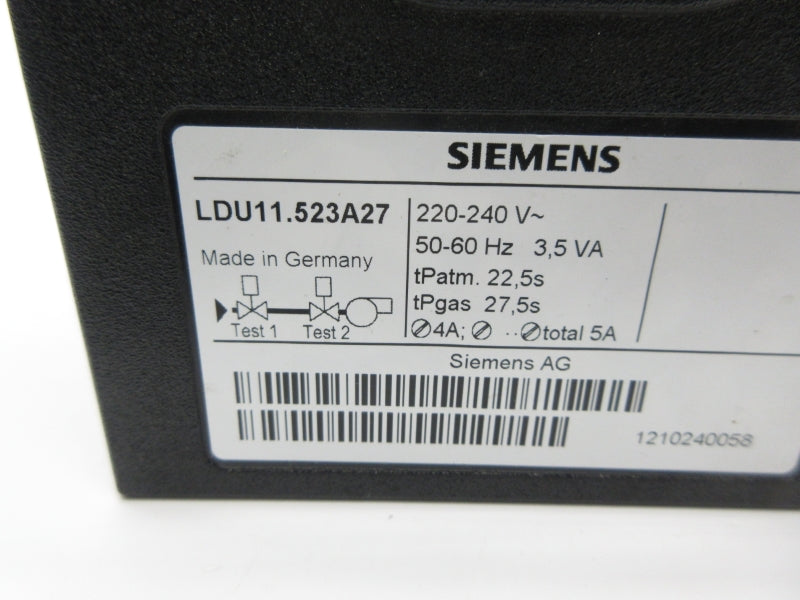 SIEMENS
LDU11.523A27
220-240 V~
50-60 Hz 3,5 VA
Made in Germany
tPatm. 22,5s
tPgas 27,5s
Test 1 Test 2
4A; ·· total 5A
Siemens AG
1210240058